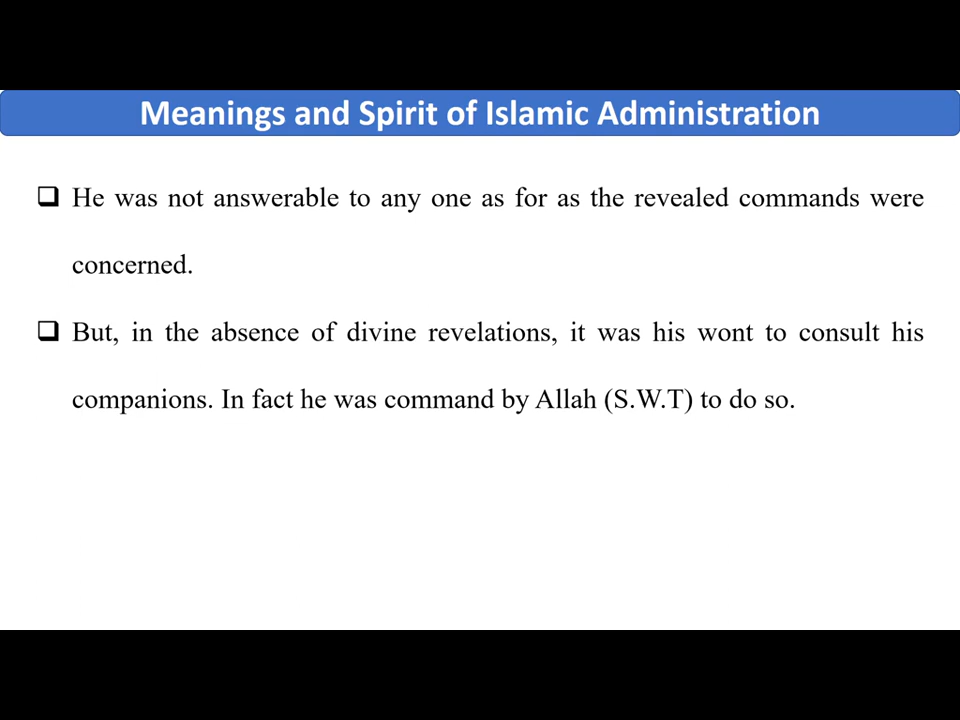 Meanings and Spirit of Islamic Administration
He was not answerable to any one as for as the revealed commands were
concerned.
But, in the absence of divine revelations, it was his wont to consult his
companions. In fact he was command by Allah (S.W.T) to do so.